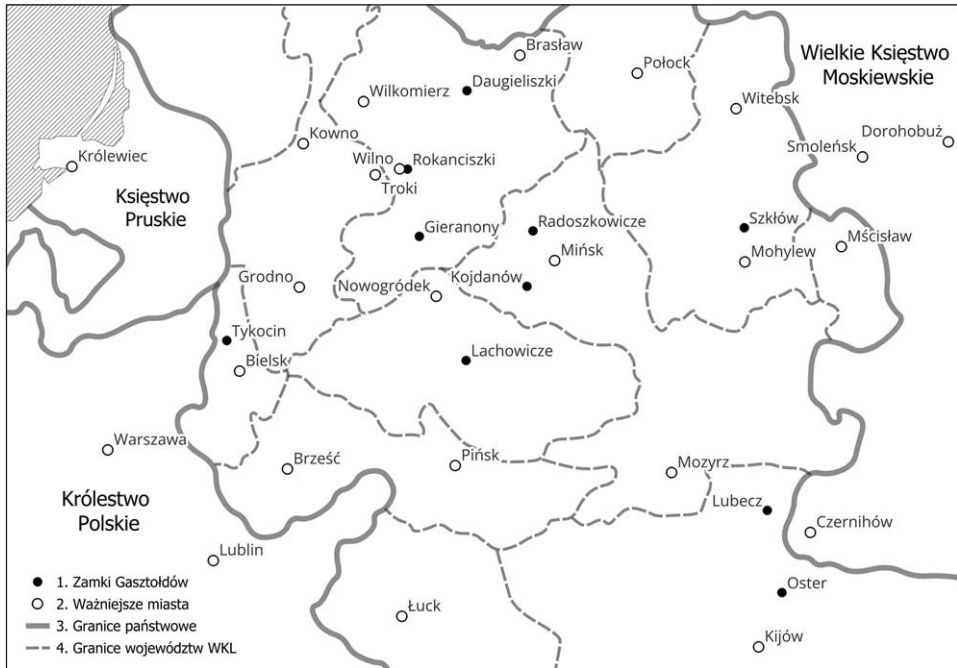 Brasław
Wielkie Księstwo
Moskiewskie
Połock
Daugieliszki
Wilkomierz
Witebsk
Dorohobuż
Kowno
Smoleńsk
Królewiec
Wilno
Rokanciszki
Troki
Księstwo
Pruskie
Gieranony
Radoszkowicze
Szkłów
Mścisław
Mińsk
Mohylew
Grodno
Nowogródek
Kojdanów
Tykocin
Bielsk
Lachowicze
Warszawa
Brześć
Pińsk
Mozyrz
Królestwo
Polskie
Lubecz
Czernihów
Lublin
1. Zamki Gasztołdów
2. Ważniejsze miasta
3. Granice państwowe
4. Granice województw WKL
Łuck
Oster
Kijów